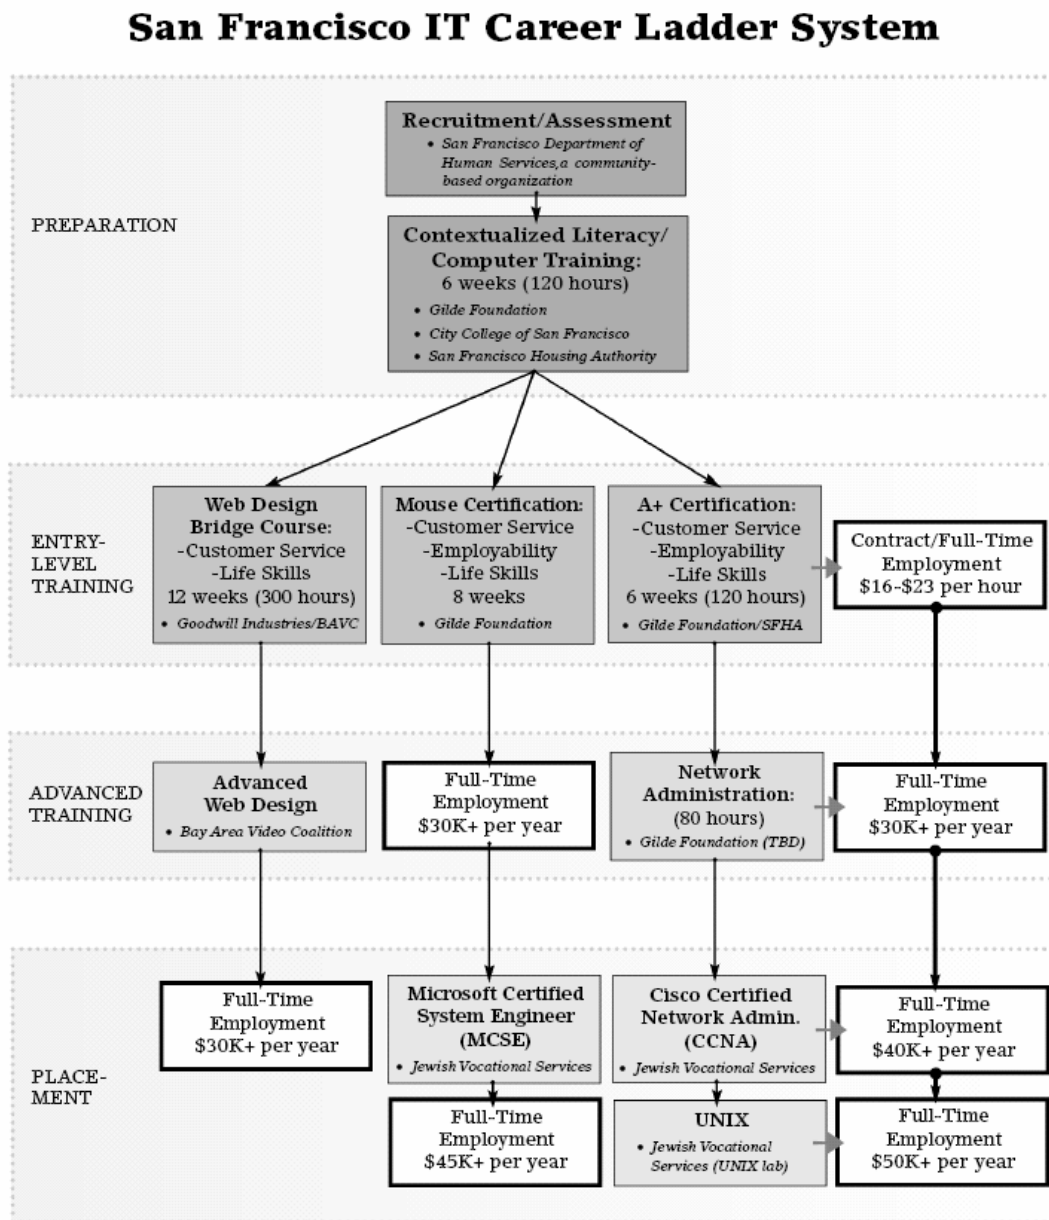 San Francisco IT Career Ladder System
PREPARATION
Recruitment/Assessment
• San Francisco Department of
Human Services,a community-
based organization
Contextualized Literacy/
Computer Training:
6 weeks (120 hours)
• Gilde Foundation
• City College of San Francisco
• San Francisco Housing Authority
ENTRY-
LEVEL
TRAINING
Web Design
Bridge Course:
-Customer Service
-Life Skills
12 weeks (300 hours)
• Goodwill Industries/BAVC
Mouse Certification:
-Customer Service
-Employability
-Life Skills
8 weeks
• Gilde Foundation
A+ Certification:
-Customer Service
-Employability
-Life Skills
6 weeks (120 hours)
• Gilde Foundation/SFHA
Contract/Full-Time
Employment
$16-$23 per hour
ADVANCED
TRAINING
Advanced
Web Design
• Bay Area Video Coalition
Full-Time
Employment
$30K+ per year
Network
Administration:
(80 hours)
• Gilde Foundation (TBD)
Full-Time
Employment
$30K+ per year
PLACE-
MENT
Full-Time
Employment
$30K+ per year
Microsoft Certified
System Engineer
(MCSE)
• Jewish Vocational Services
Full-Time
Employment
$45K+ per year
Cisco Certified
Network Admin.
(CCNA)
• Jewish Vocational Services
Full-Time
Employment
$40K+ per year
UNIX
• Jewish Vocational
Services (UNIX lab)
Full-Time
Employment
$50K+ per year